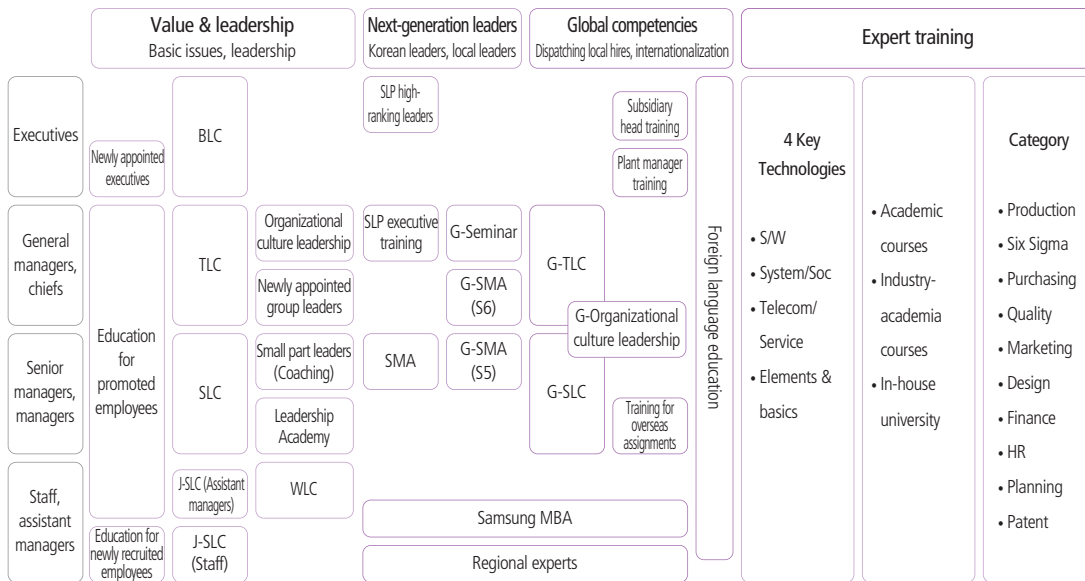 Value & leadership
Basic issues, leadership
Next-generation leaders
Korean leaders, local leaders
Global competencies
Dispatching local hires, internationalization
Expert training
Executives
Newly appointed
executives
BLC
SLP high-
ranking leaders
Subsidiary
head training
Plant manager
training
General
managers,
chiefs
Education
for
promoted
employees
TLC
Organizational
culture leadership
Newly appointed
group leaders
SLP executive
training
G-Seminar
G-SMA
(S6)
G-TLC
G-Organizational
culture leadership
Senior
managers,
managers
SLC
Small part leaders
(Coaching)
Leadership
Academy
SMA
G-SMA
(S5)
G-SLC
Training for
overseas
assignments
Staff,
assistant
managers
Education for
newly recruited
employees
J-SLC (Assistant
managers)
J-SLC
(Staff)
WLC
Samsung MBA
Regional experts
Foreign language education
4 Key
Technologies
• S/W
• System/Soc
• Telecom/
Service
• Elements &
basics
• Academic
courses
• Industry-
academia
courses
• In-house
university
Category
• Production
• Six Sigma
• Purchasing
• Quality
• Marketing
• Design
• Finance
• HR
• Planning
• Patent